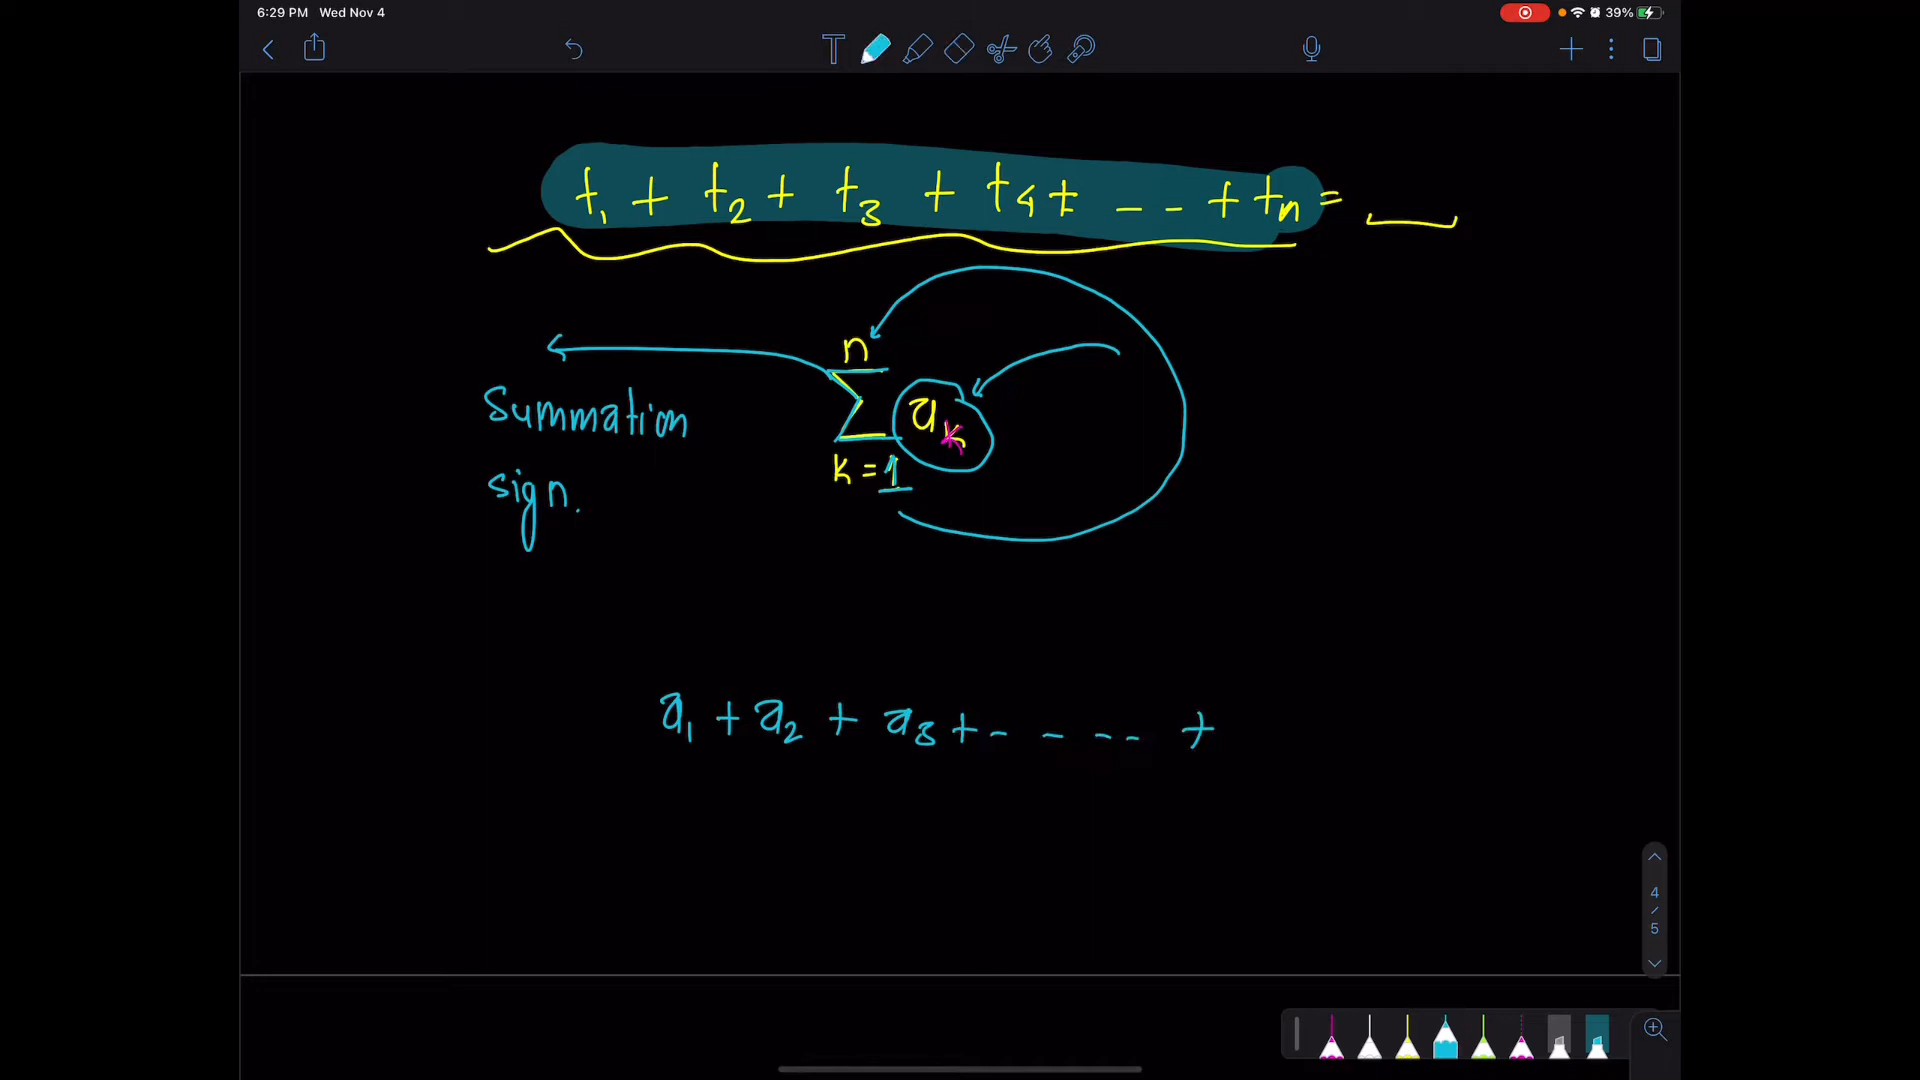 6:29 PM Wed Nov 4
39%
T
t₁ + t₂ + t₃ + t₄ + - - + tₙ = __
n
Σ aₖ
k = 1
Summation
sign.
a₁ + a₂ + a₃ + - - - - +
4
/
5